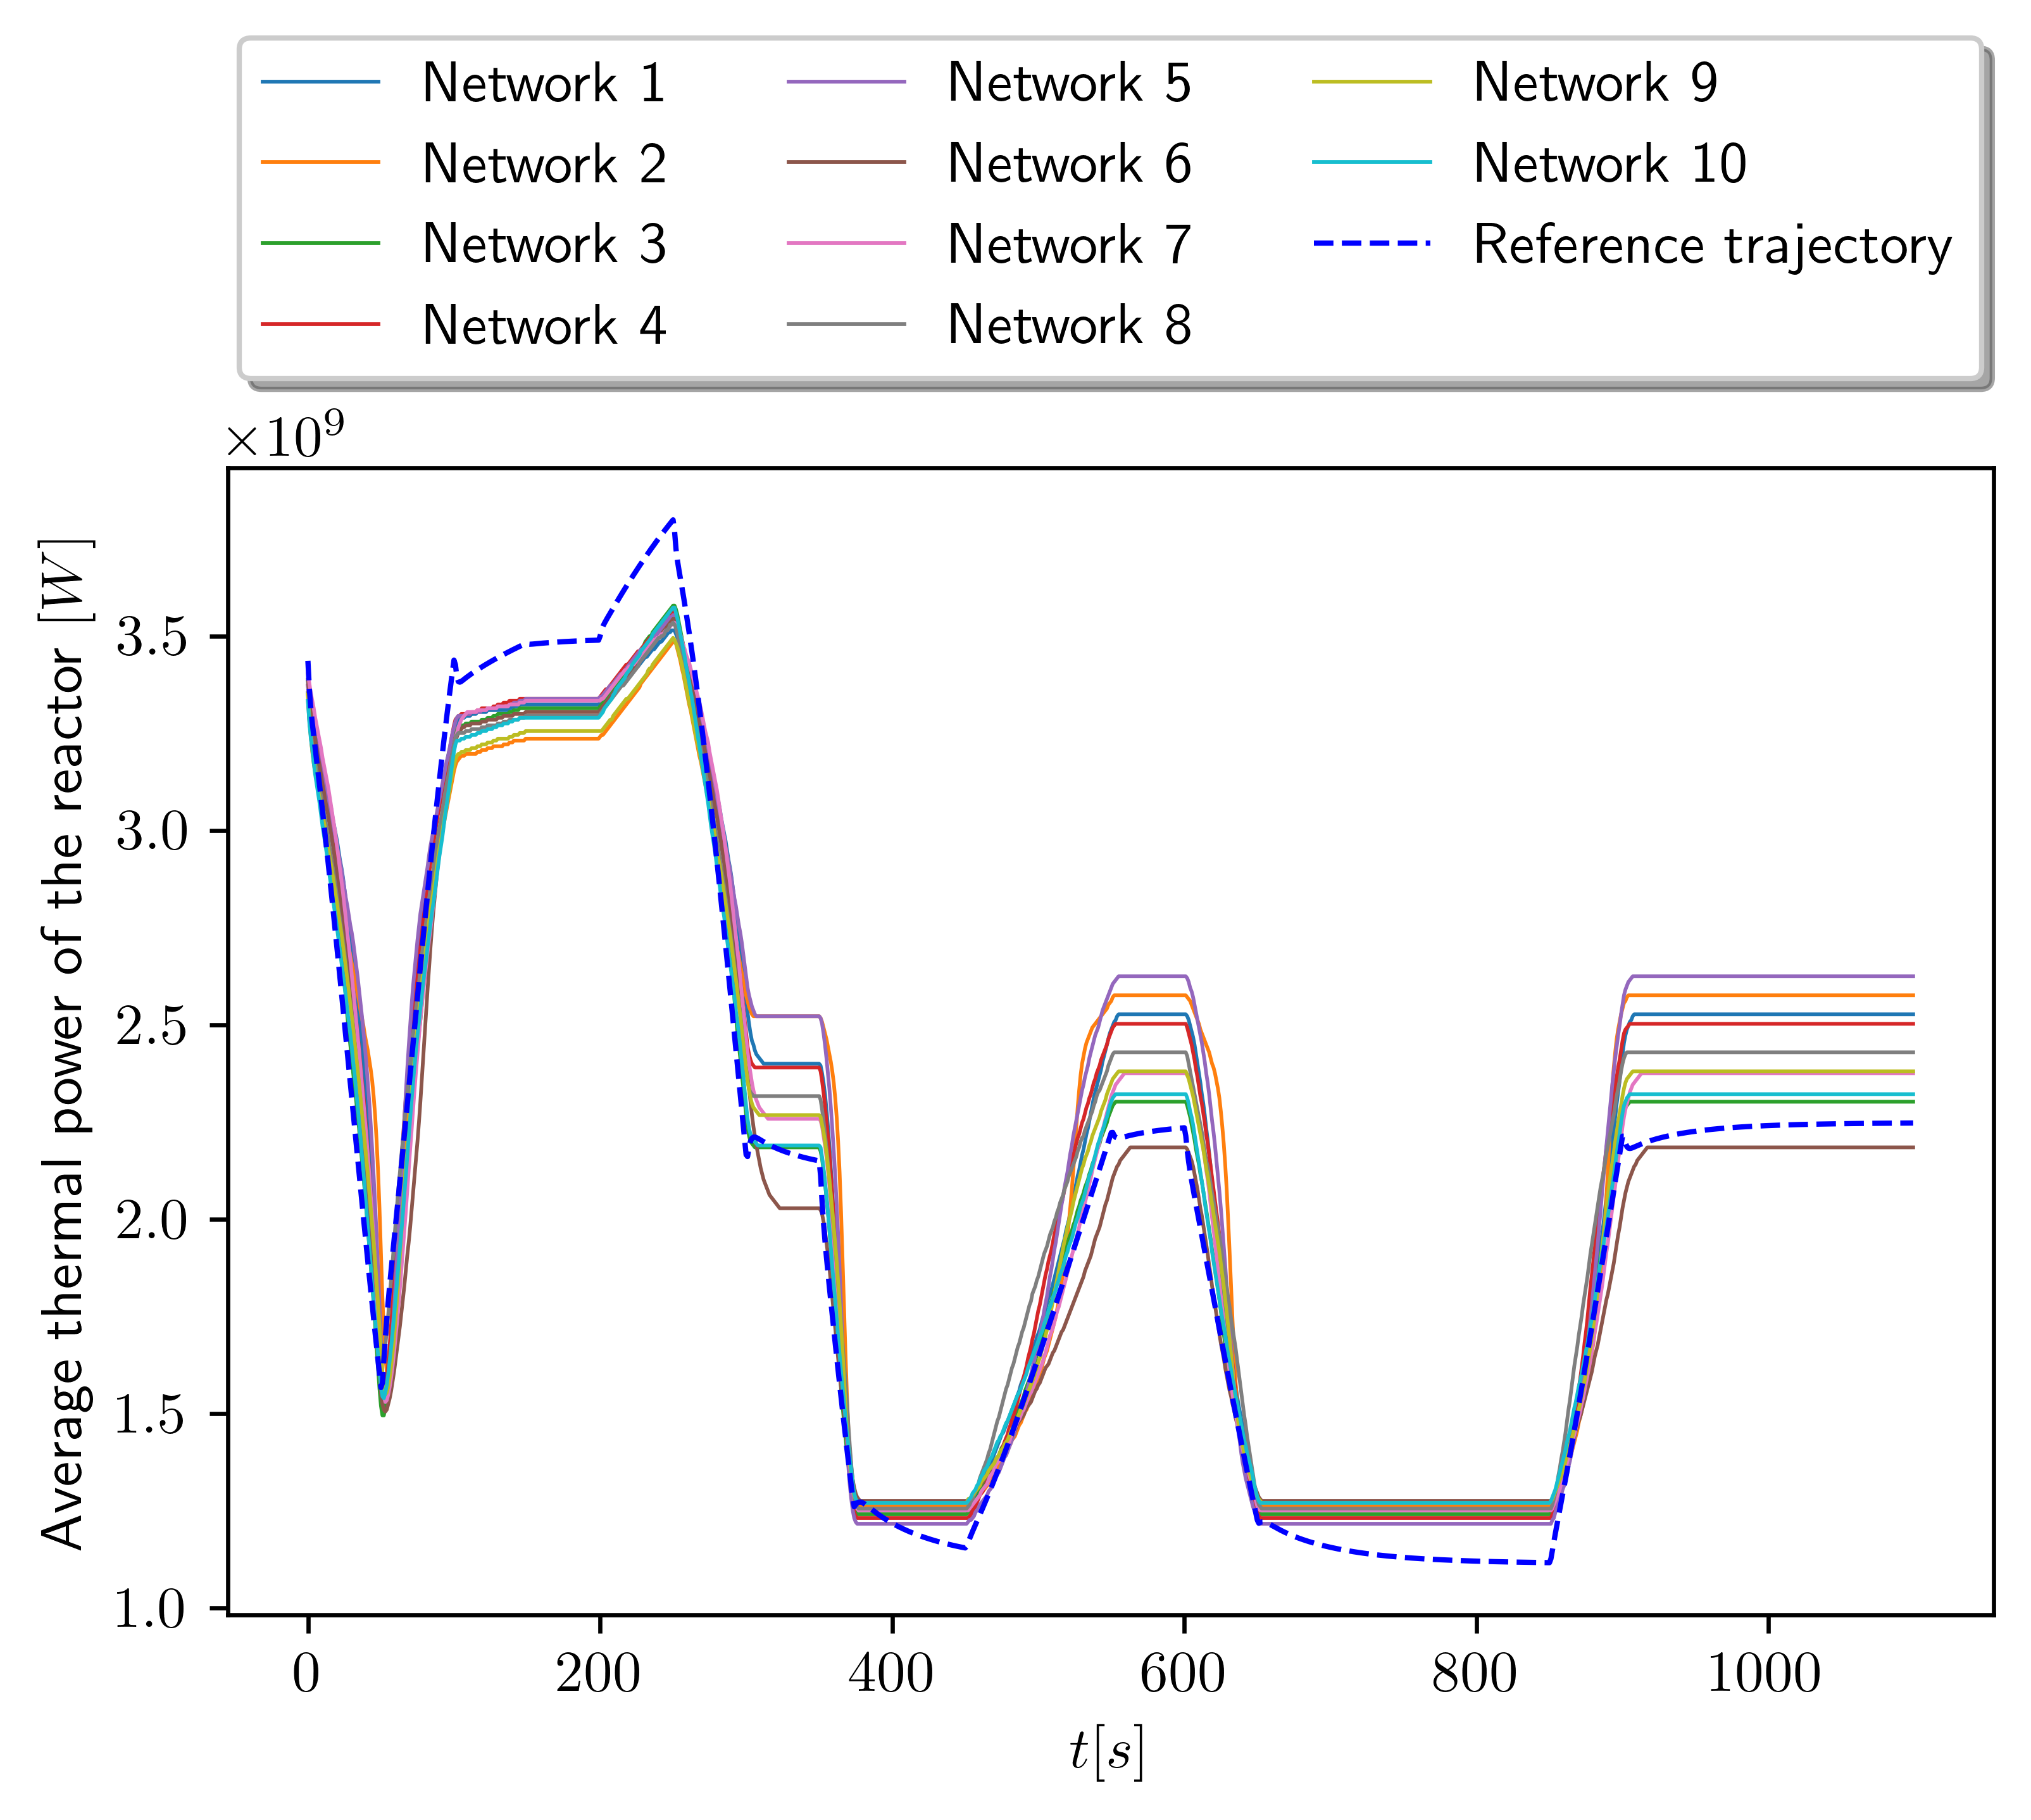 Network 1
Network 2
Network 3
Network 4
Network 5
Network 6
Network 7
Network 8
Network 9
Network 10
Reference trajectory
×10⁹
Average thermal power of the reactor [W]
3.5
3.0
2.5
2.0
1.5
1.0
0 200 400 600 800 1000
t[s]